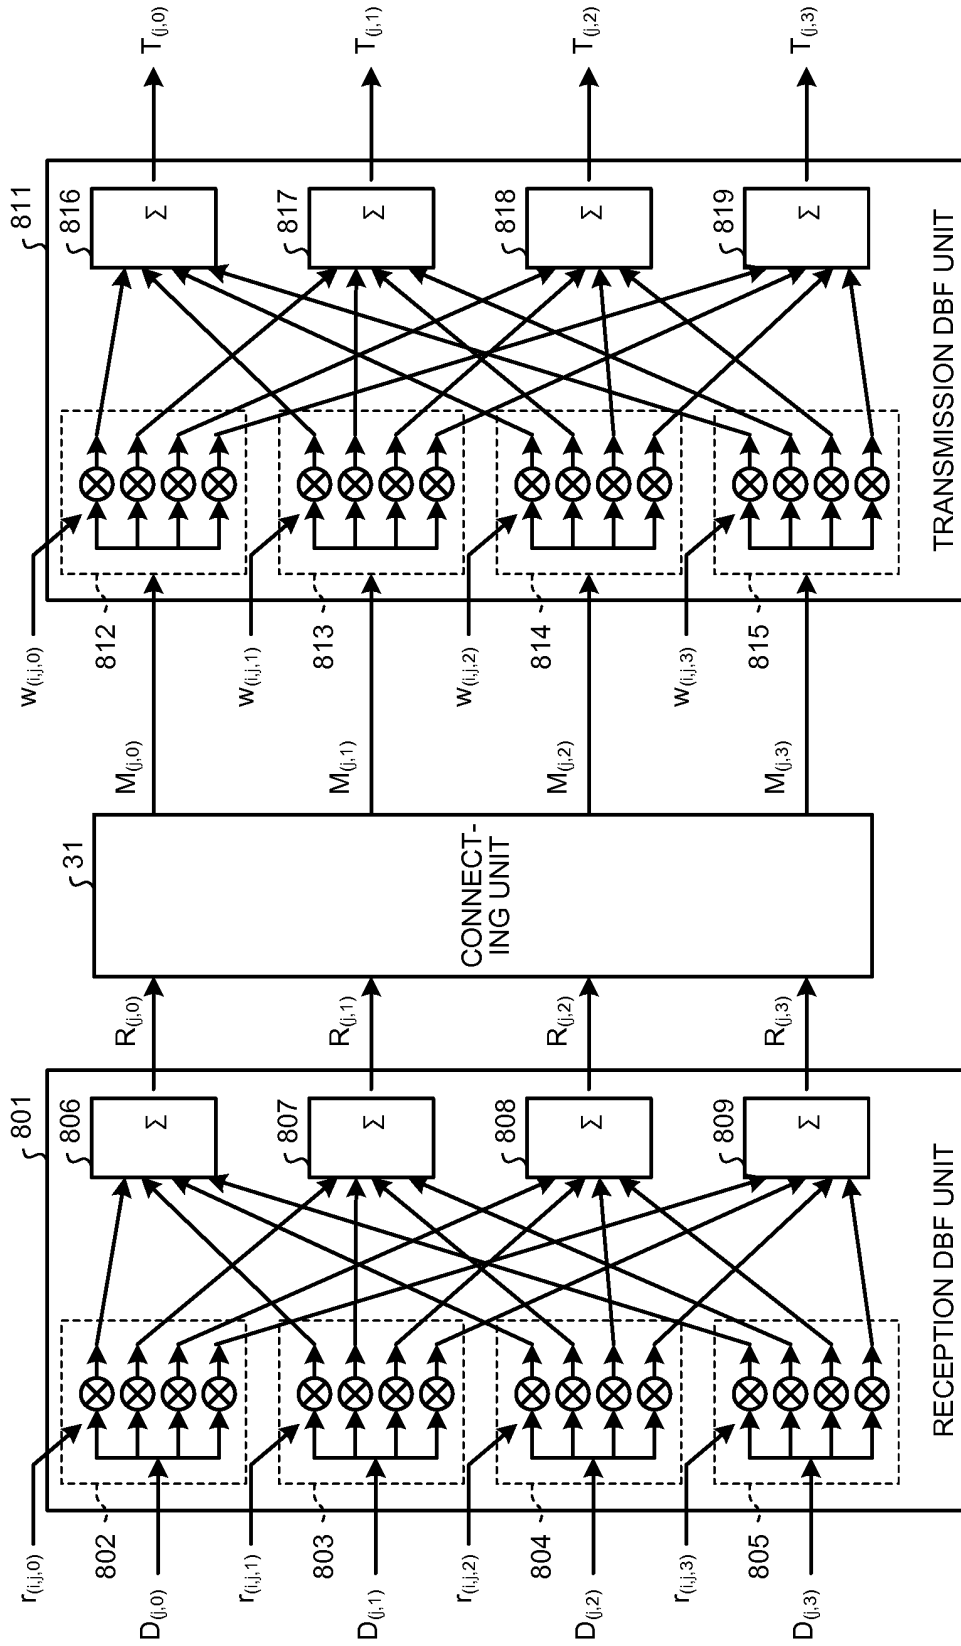 801
802
r(i,j,0)
D(j,0)
806
Σ
R(j,0)
803
r(i,j,1)
D(j,1)
807
Σ
R(j,1)
804
r(i,j,2)
D(j,2)
808
Σ
R(j,2)
805
r(i,j,3)
D(j,3)
809
Σ
R(j,3)
RECEPTION DBF UNIT
31
CONNECT-
ING UNIT
M(j,0)
M(j,1)
M(j,2)
M(j,3)
811
812
w(i,j,0)
816
Σ
T(j,0)
813
w(i,j,1)
817
Σ
T(j,1)
814
w(i,j,2)
818
Σ
T(j,2)
815
w(i,j,3)
819
Σ
T(j,3)
TRANSMISSION DBF UNIT